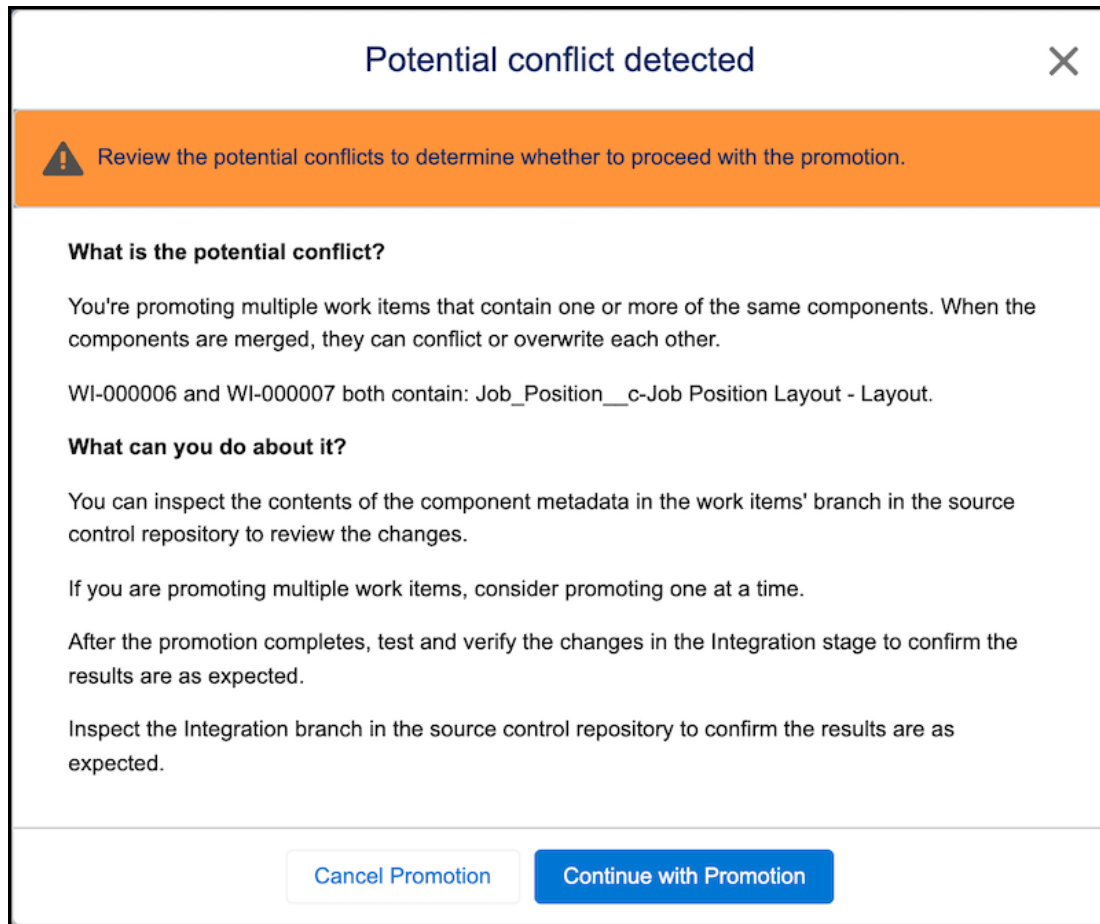 Potential conflict detected
Review the potential conflicts to determine whether to proceed with the promotion.
What is the potential conflict?
You're promoting multiple work items that contain one or more of the same components. When the
components are merged, they can conflict or overwrite each other.
WI-000006 and WI-000007 both contain: Job_Position__c-Job Position Layout - Layout.
What can you do about it?
You can inspect the contents of the component metadata in the work items' branch in the source
control repository to review the changes.
If you are promoting multiple work items, consider promoting one at a time.
After the promotion completes, test and verify the changes in the Integration stage to confirm the
results are as expected.
Inspect the Integration branch in the source control repository to confirm the results are as
expected.
Cancel Promotion
Continue with Promotion